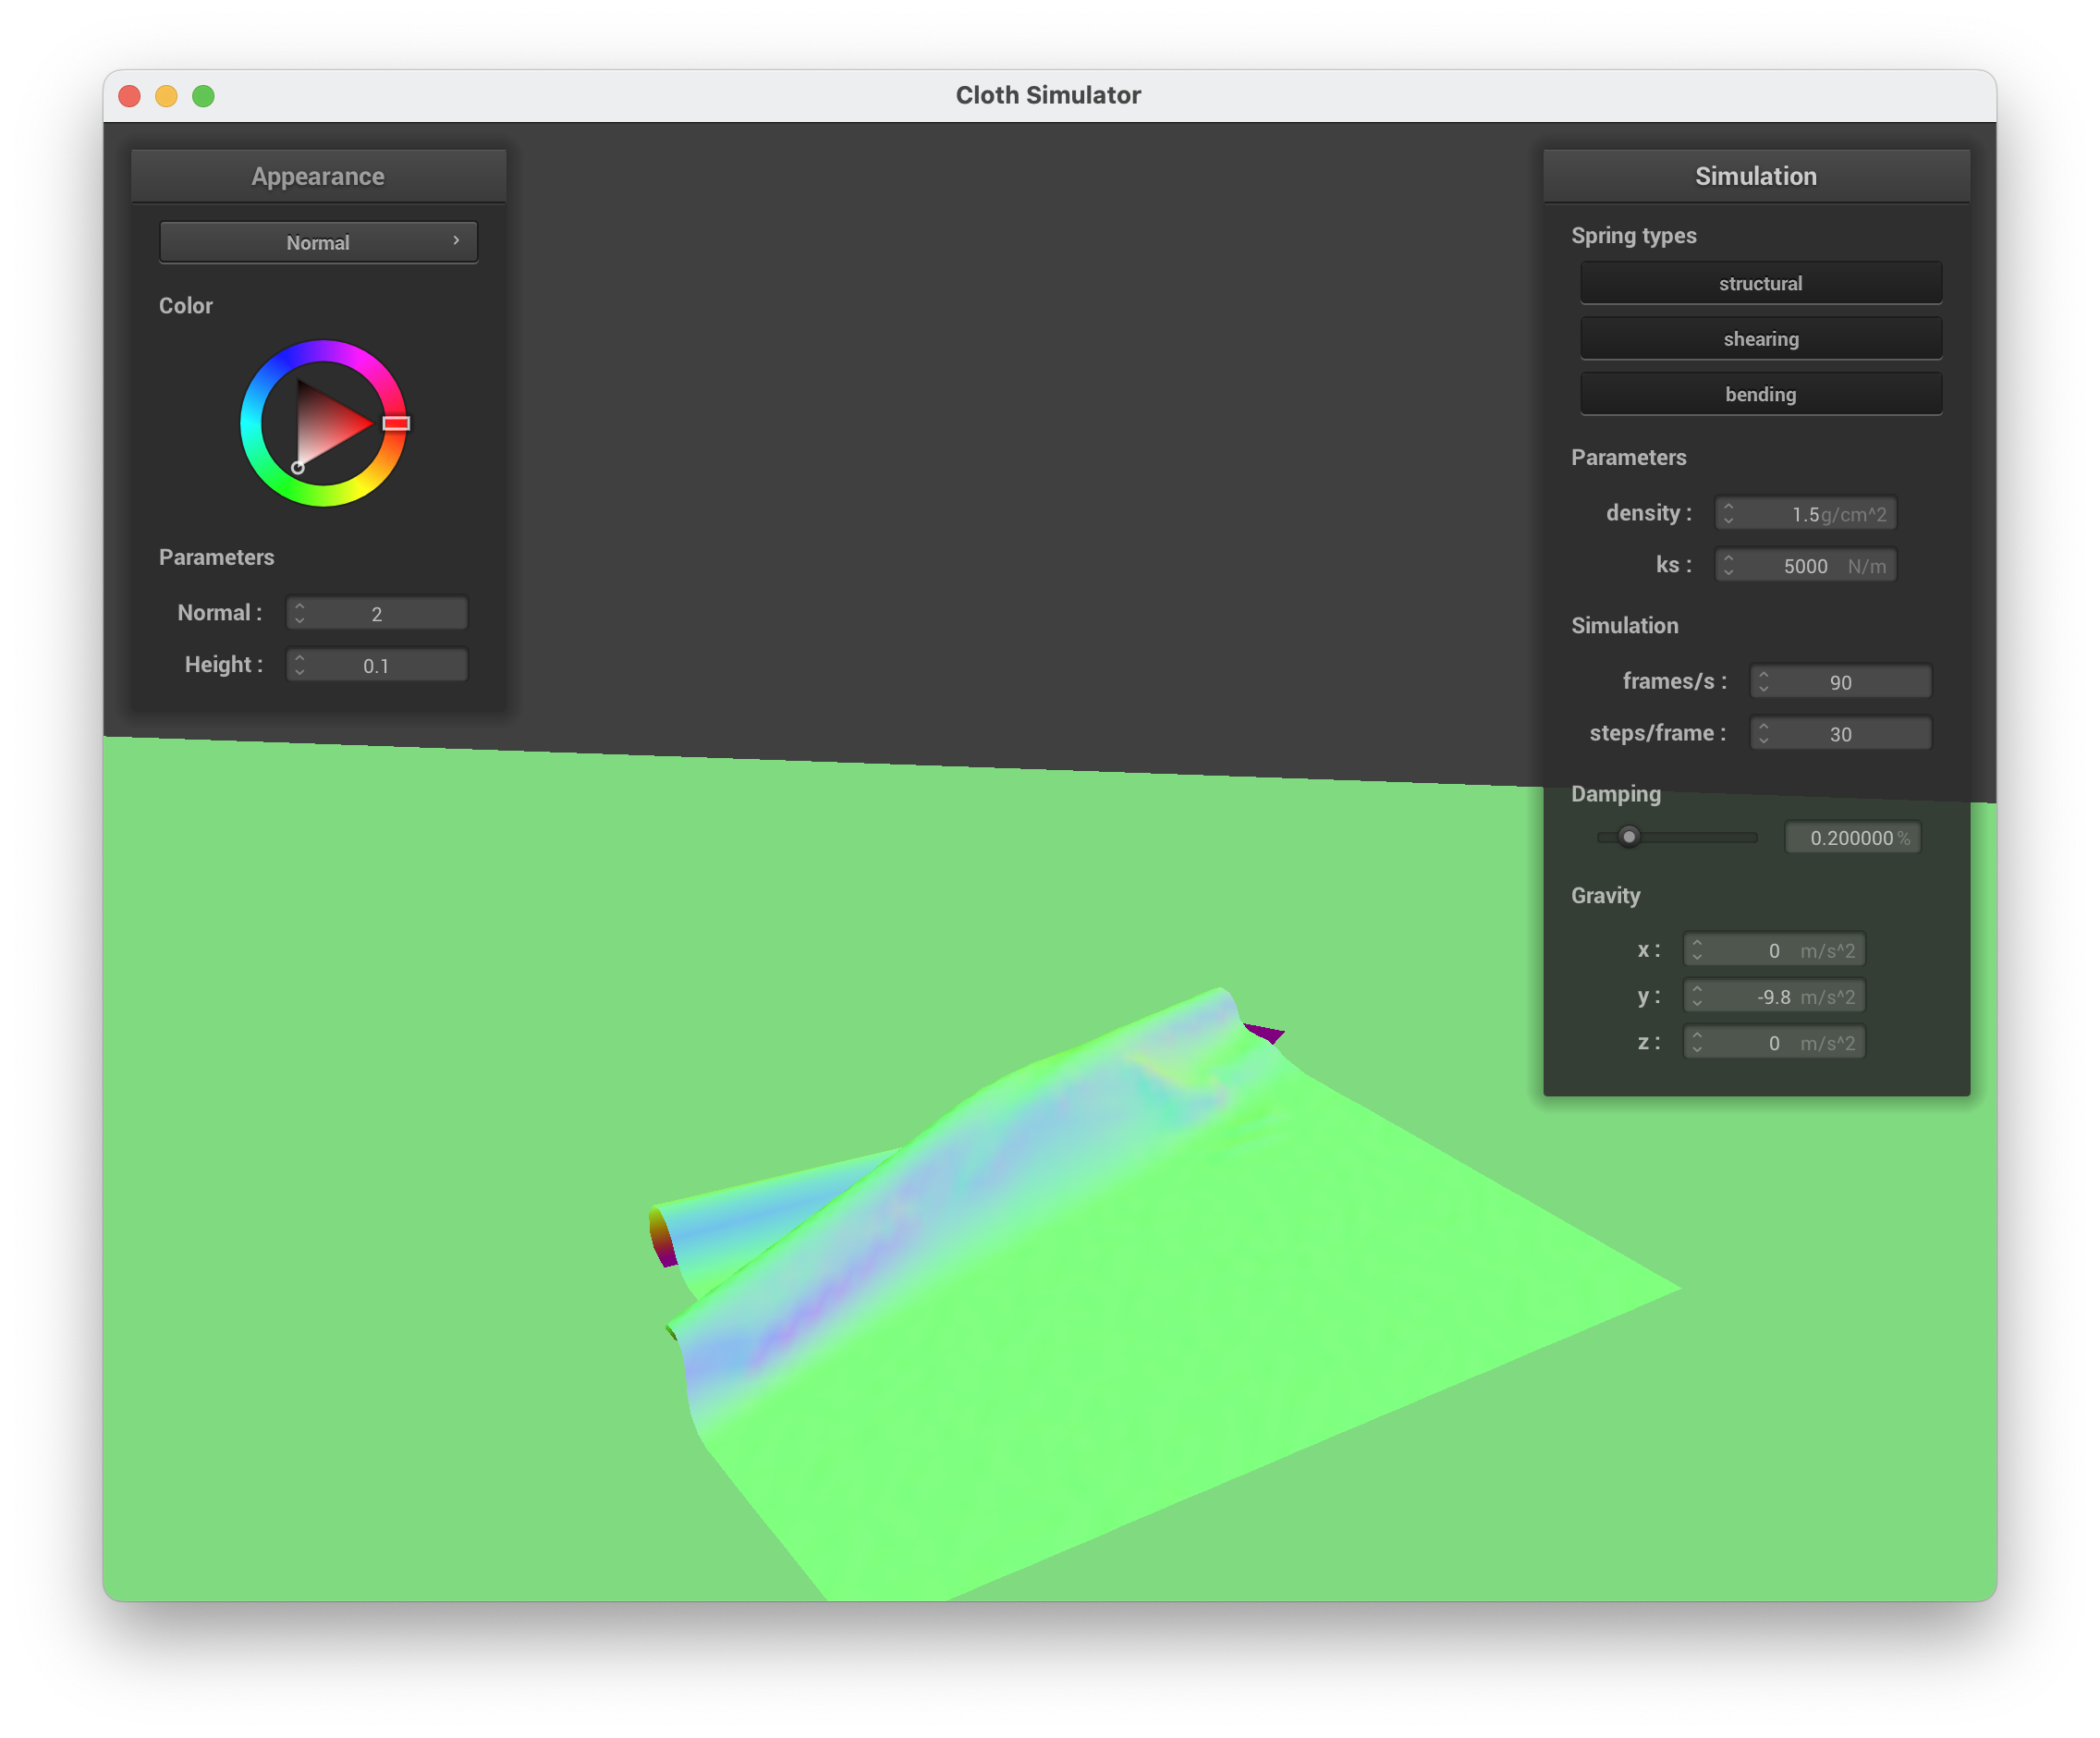 Cloth Simulator
Appearance
Normal
Color
Parameters
Normal : 2
Height : 0.1
Simulation
Spring types
structural
shearing
bending
Parameters
density : 1.5 g/cm^2
ks : 5000 N/m
Simulation
frames/s : 90
steps/frame : 30
Damping
0.200000 %
Gravity
x : 0 m/s^2
y : -9.8 m/s^2
z : 0 m/s^2